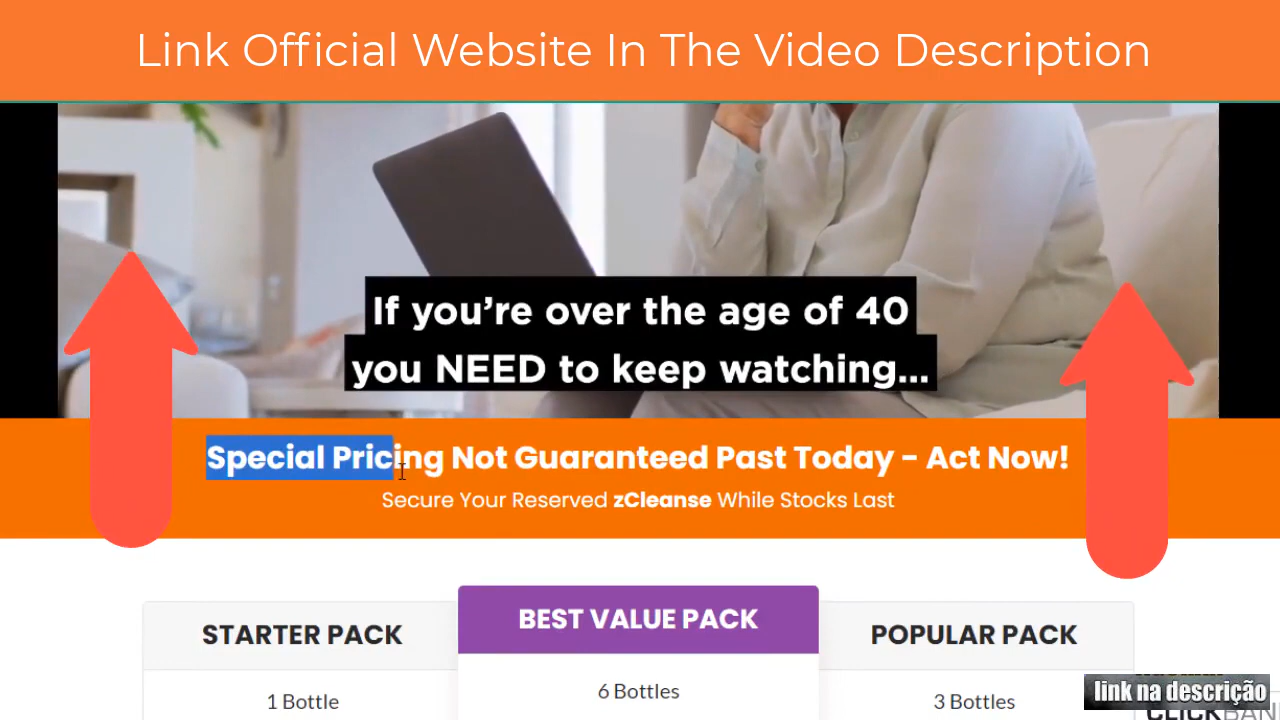 Link Official Website In The Video Description
If you're over the age of 40
you NEED to keep watching...
Special Pricing Not Guaranteed Past Today - Act Now!
Secure Your Reserved zCleanse While Stocks Last
STARTER PACK
BEST VALUE PACK
POPULAR PACK
1 Bottle
6 Bottles
3 Bottles
link na descrição
CLICKBAN